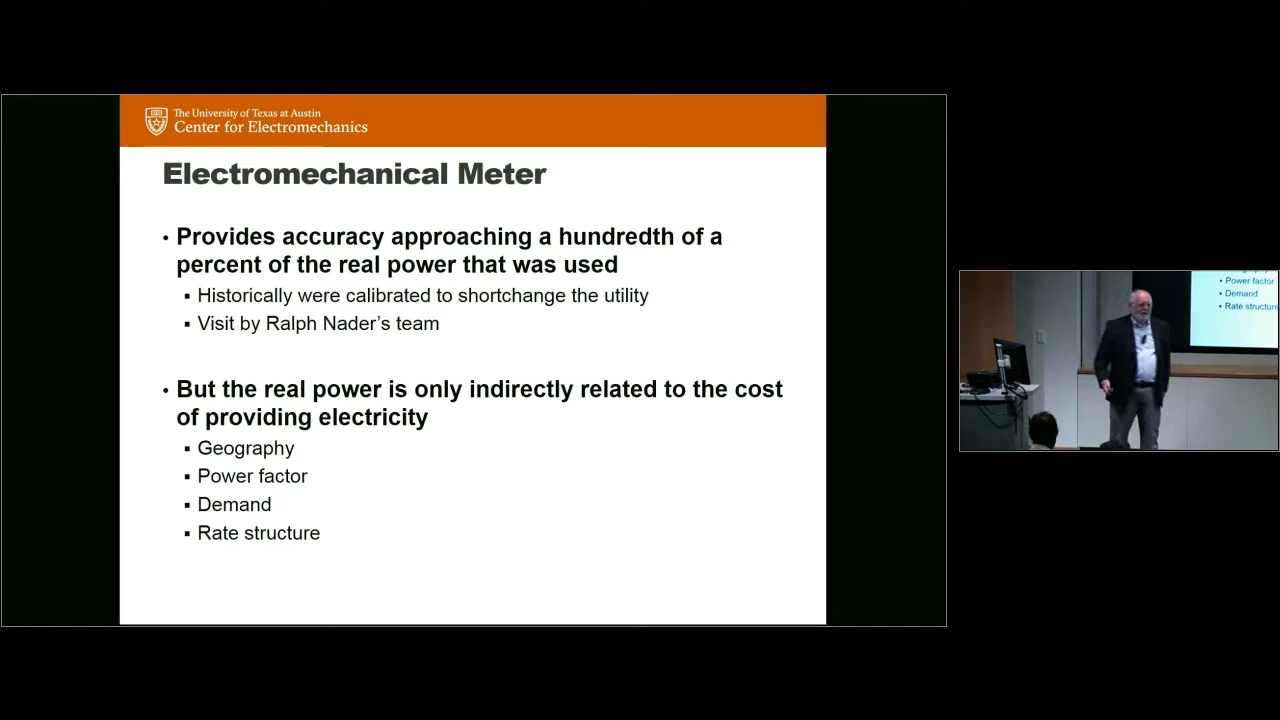 The University of Texas at Austin
Center for Electromechanics
Electromechanical Meter
• Provides accuracy approaching a hundredth of a
percent of the real power that was used
▪ Historically were calibrated to shortchange the utility
▪ Visit by Ralph Nader's team
• But the real power is only indirectly related to the cost
of providing electricity
▪ Geography
▪ Power factor
▪ Demand
▪ Rate structure
• Power factor
• Demand
• Rate structure